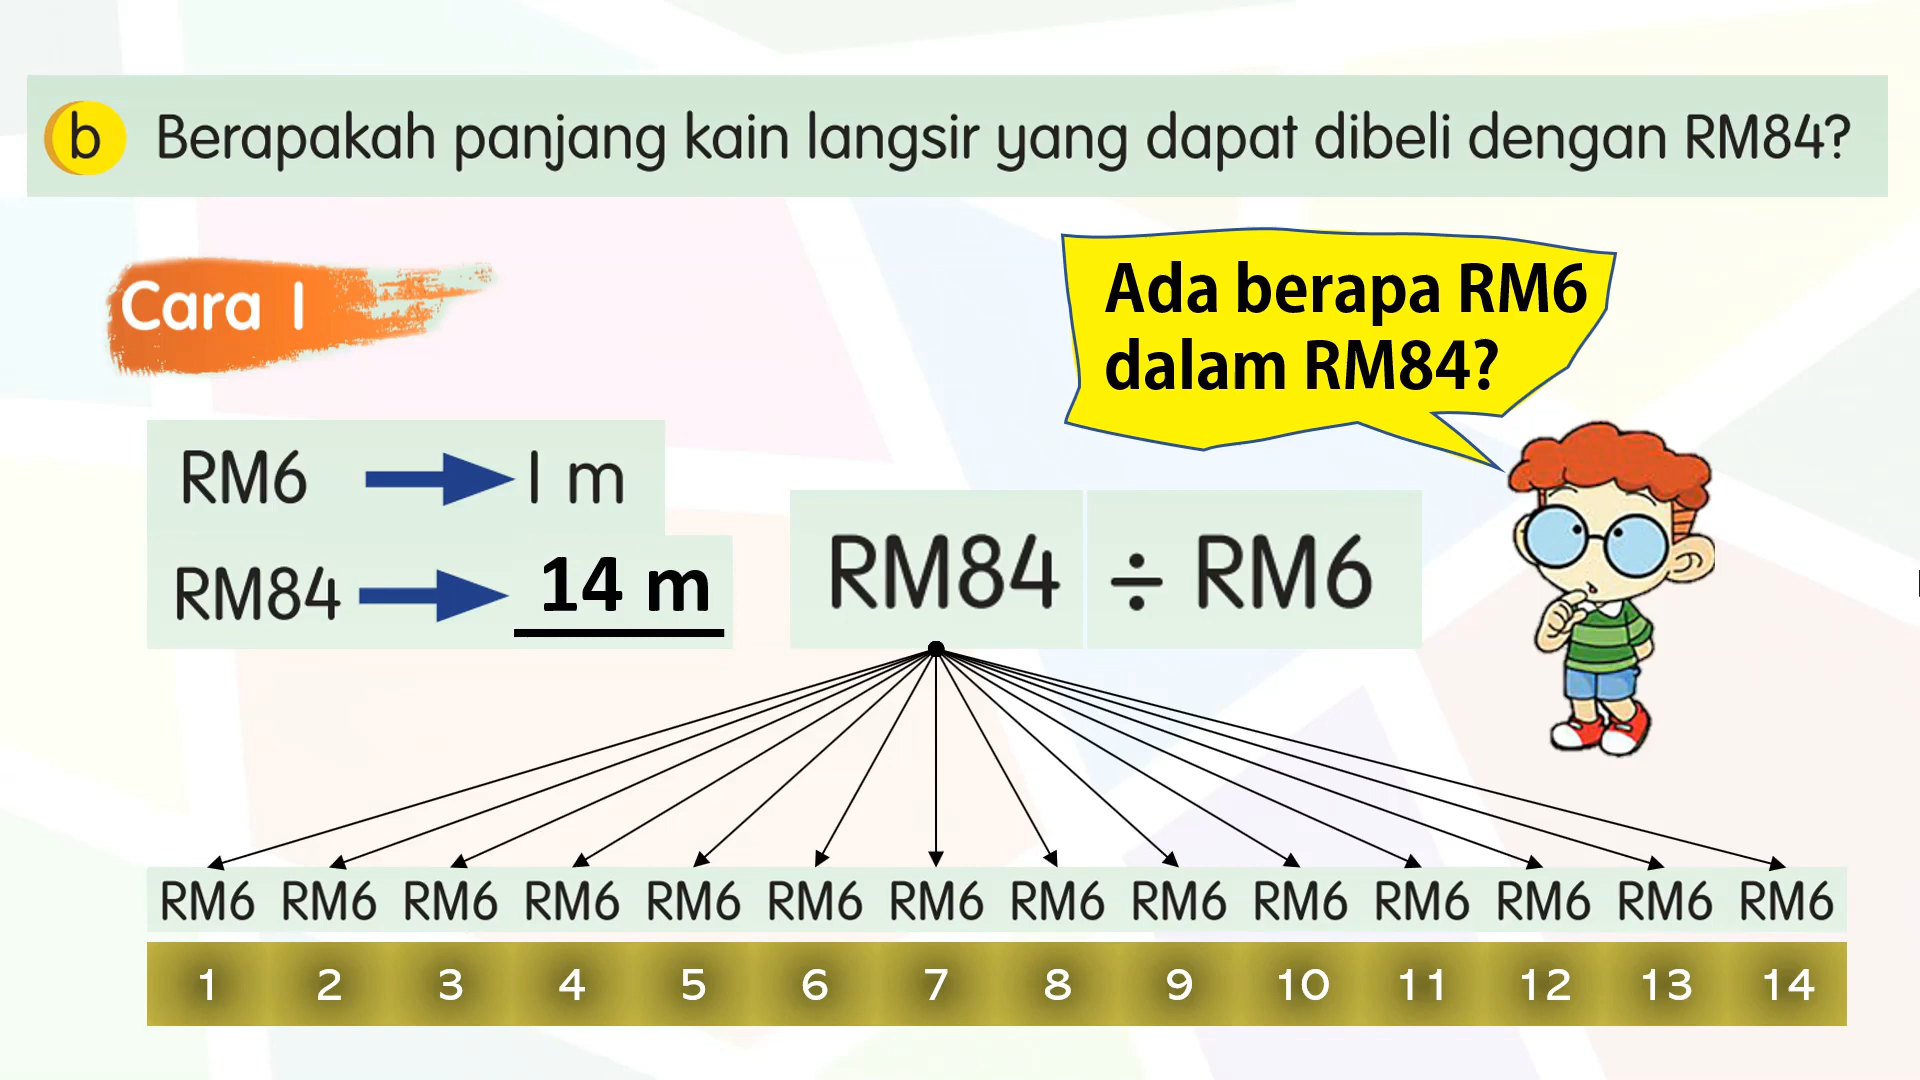 b Berapakah panjang kain langsir yang dapat dibeli dengan RM84?
Ada berapa RM6
dalam RM84?
Cara 1
RM6 1 m
RM84 14 m
RM84 ÷ RM6
RM6 RM6 RM6 RM6 RM6 RM6 RM6 RM6 RM6 RM6 RM6 RM6 RM6 RM6
1 2 3 4 5 6 7 8 9 10 11 12 13 14